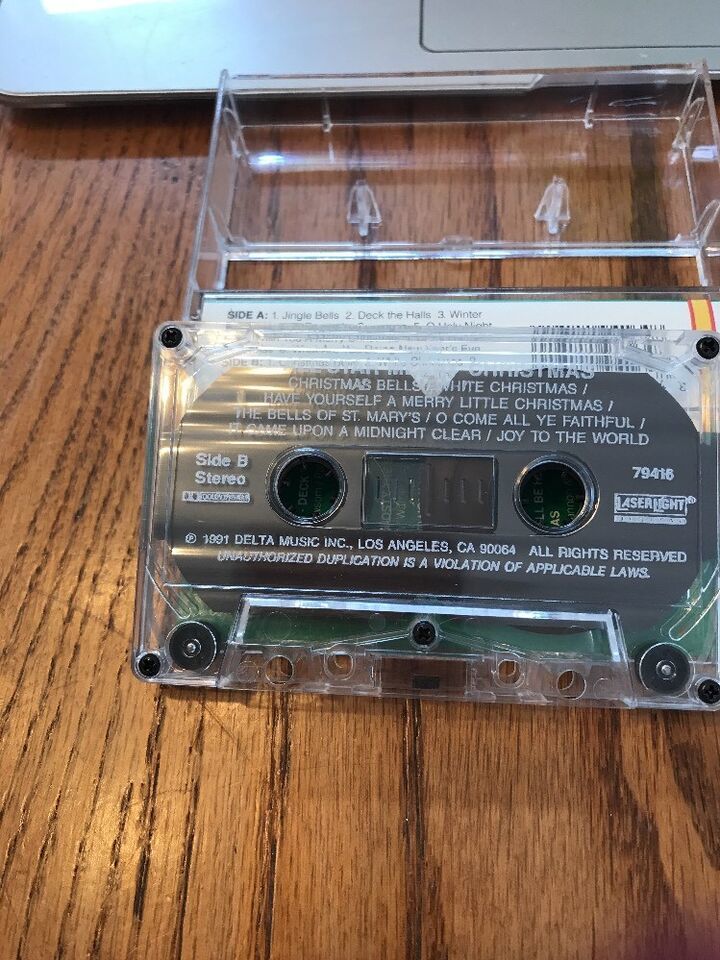 SIDE A: 1. Jingle Bells 2. Deck the Halls 3. Winter
CHRISTMAS
CHRISTMAS BELLS / WHITE CHRISTMAS /
HAVE YOURSELF A MERRY LITTLE CHRISTMAS /
THE BELLS OF ST. MARY'S / O COME ALL YE FAITHFUL /
IT CAME UPON A MIDNIGHT CLEAR / JOY TO THE WORLD
Side B
Stereo
79416
LASERLIGHT
℗ 1991 DELTA MUSIC INC., LOS ANGELES, CA 90064 ALL RIGHTS RESERVED
UNAUTHORIZED DUPLICATION IS A VIOLATION OF APPLICABLE LAWS.